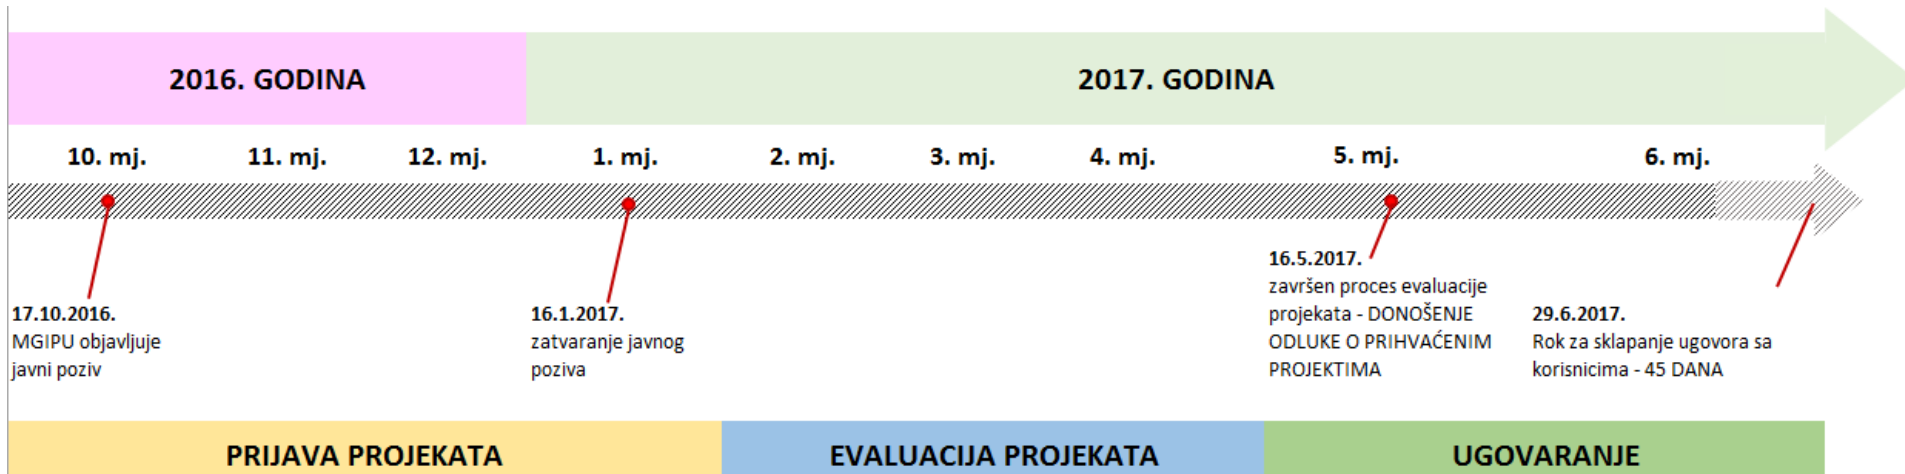 2016. GODINA
2017. GODINA
10. mj.
11. mj.
12. mj.
1. mj.
2. mj.
3. mj.
4. mj.
5. mj.
6. mj.
17.10.2016.
MGIPU objavljuje
javni poziv
16.1.2017.
zatvaranje javnog
poziva
16.5.2017.
završen proces evaluacije
projekata - DONOŠENJE
ODLUKE O PRIHVAĆENIM
PROJEKTIMA
29.6.2017.
Rok za sklapanje ugovora sa
korisnicima - 45 DANA
PRIJAVA PROJEKATA
EVALUACIJA PROJEKATA
UGOVARANJE